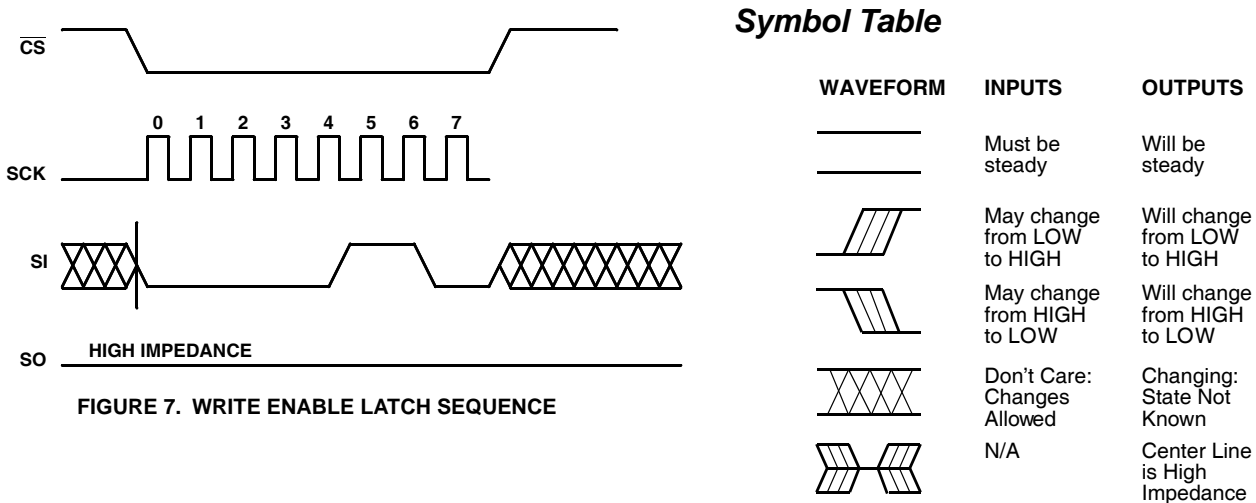 CS
0 1 2 3 4 5 6 7
SCK
SI
SO
HIGH IMPEDANCE
FIGURE 7. WRITE ENABLE LATCH SEQUENCE
Symbol Table
WAVEFORM INPUTS OUTPUTS
Must be Will be
steady steady
May change Will change
from LOW from LOW
to HIGH to HIGH
May change Will change
from HIGH from HIGH
to LOW to LOW
Don't Care: Changing:
Changes State Not
Allowed Known
N/A Center Line
is High
Impedance